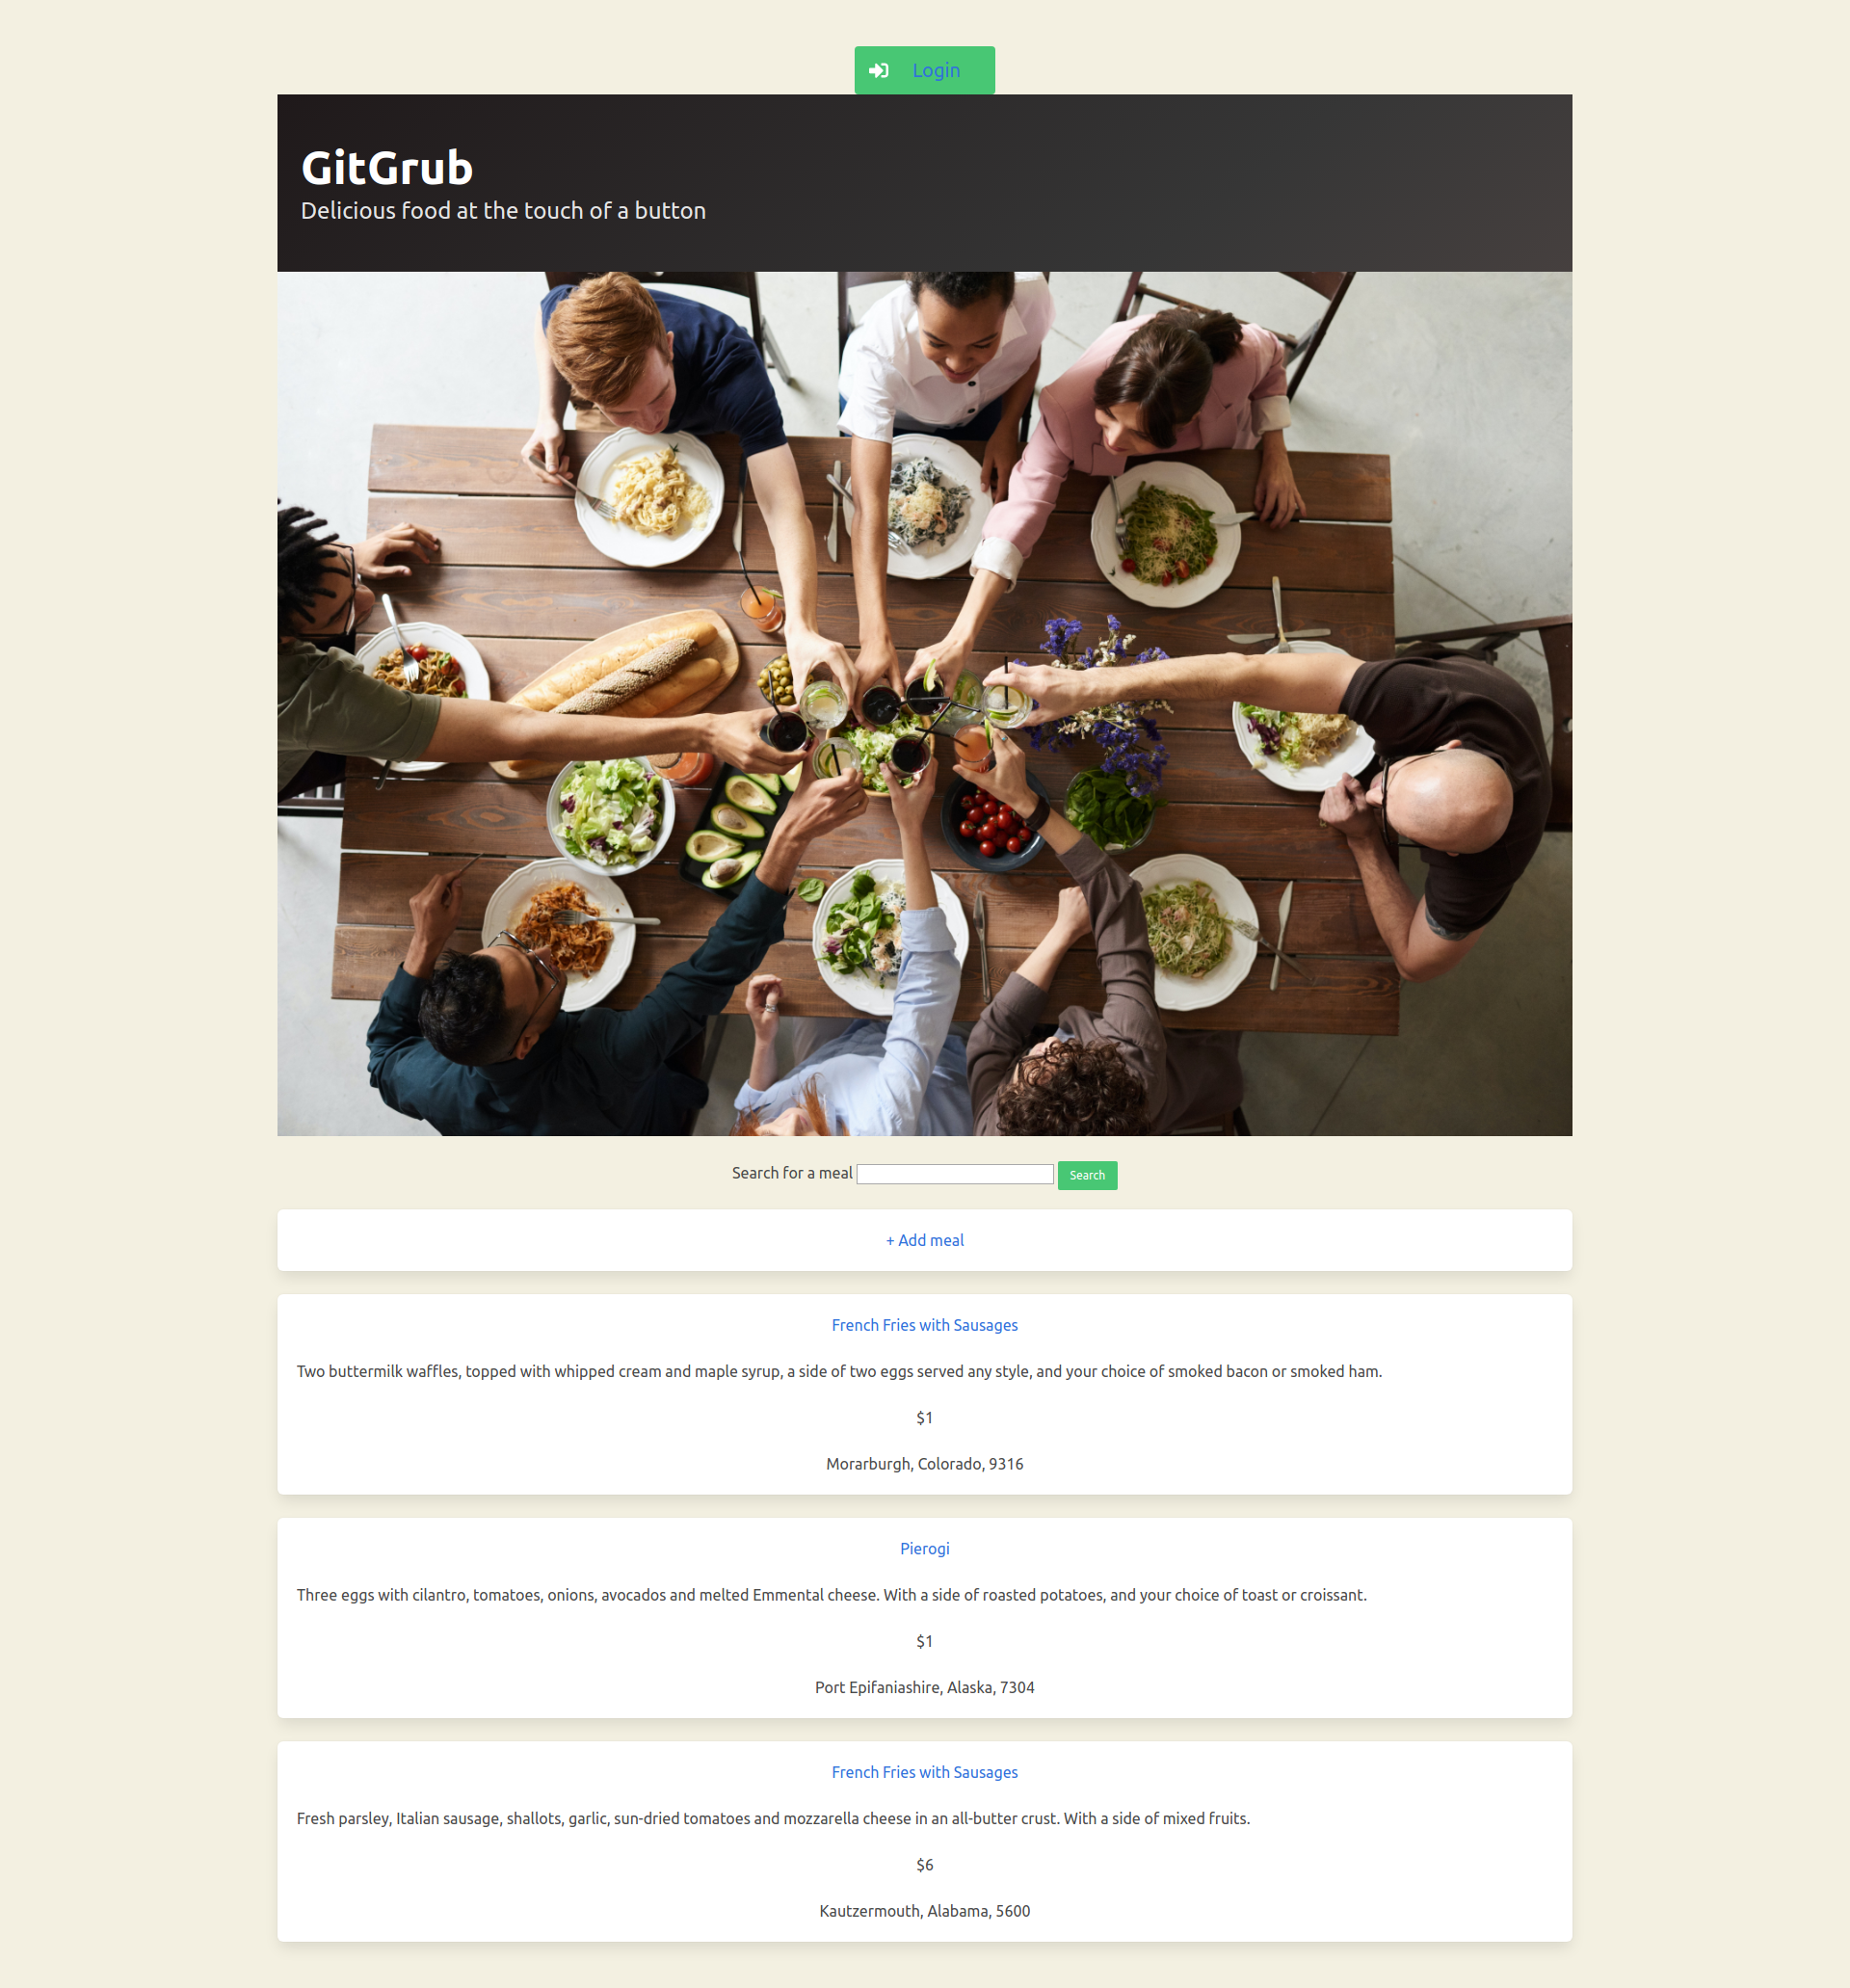 Login
GitGrub
Delicious food at the touch of a button
Search for a meal Search
+ Add meal
French Fries with Sausages
Two buttermilk waffles, topped with whipped cream and maple syrup, a side of two eggs served any style, and your choice of smoked bacon or smoked ham.
$1
Morarburgh, Colorado, 9316
Pierogi
Three eggs with cilantro, tomatoes, onions, avocados and melted Emmental cheese. With a side of roasted potatoes, and your choice of toast or croissant.
$1
Port Epifaniashire, Alaska, 7304
French Fries with Sausages
Fresh parsley, Italian sausage, shallots, garlic, sun-dried tomatoes and mozzarella cheese in an all-butter crust. With a side of mixed fruits.
$6
Kautzermouth, Alabama, 5600